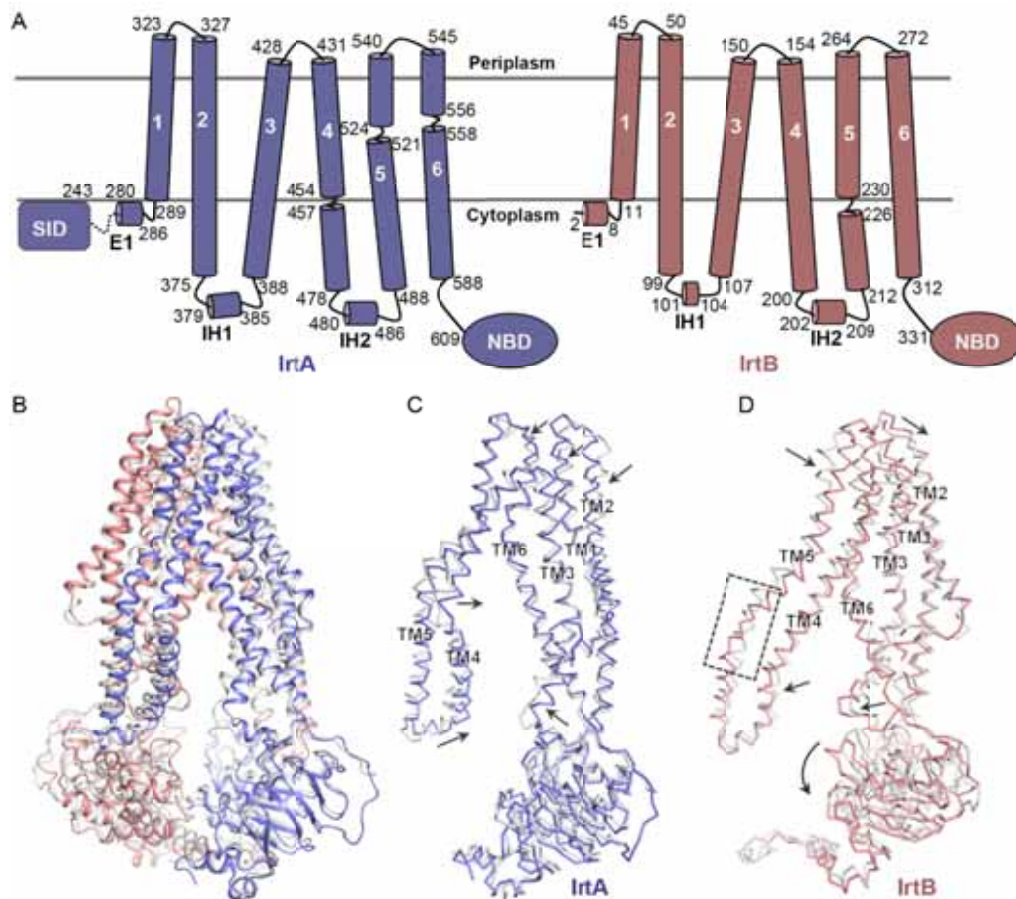 A
323 327 428 431 540 545 45 50 150 154 264 272
Periplasm
1 2 3 4 5 6 1 2 3 4 5 6
524 521 556 558
243 280 454 230
SID 289 457 Cytoplasm 2 11 226
E1 286 E1 8
375 388 478 488 588 99 107 200 212 312
379 385 480 486 609 NBD 101 104 202 209 331 NBD
IH1 IH2 IH1 IH2
IrtA IrtB
B C D
TM2 TM2
TM6 TM1 TM3
TM3 TM5 TM3
TM5 TM4 TM4 TM6
IrtA IrtB